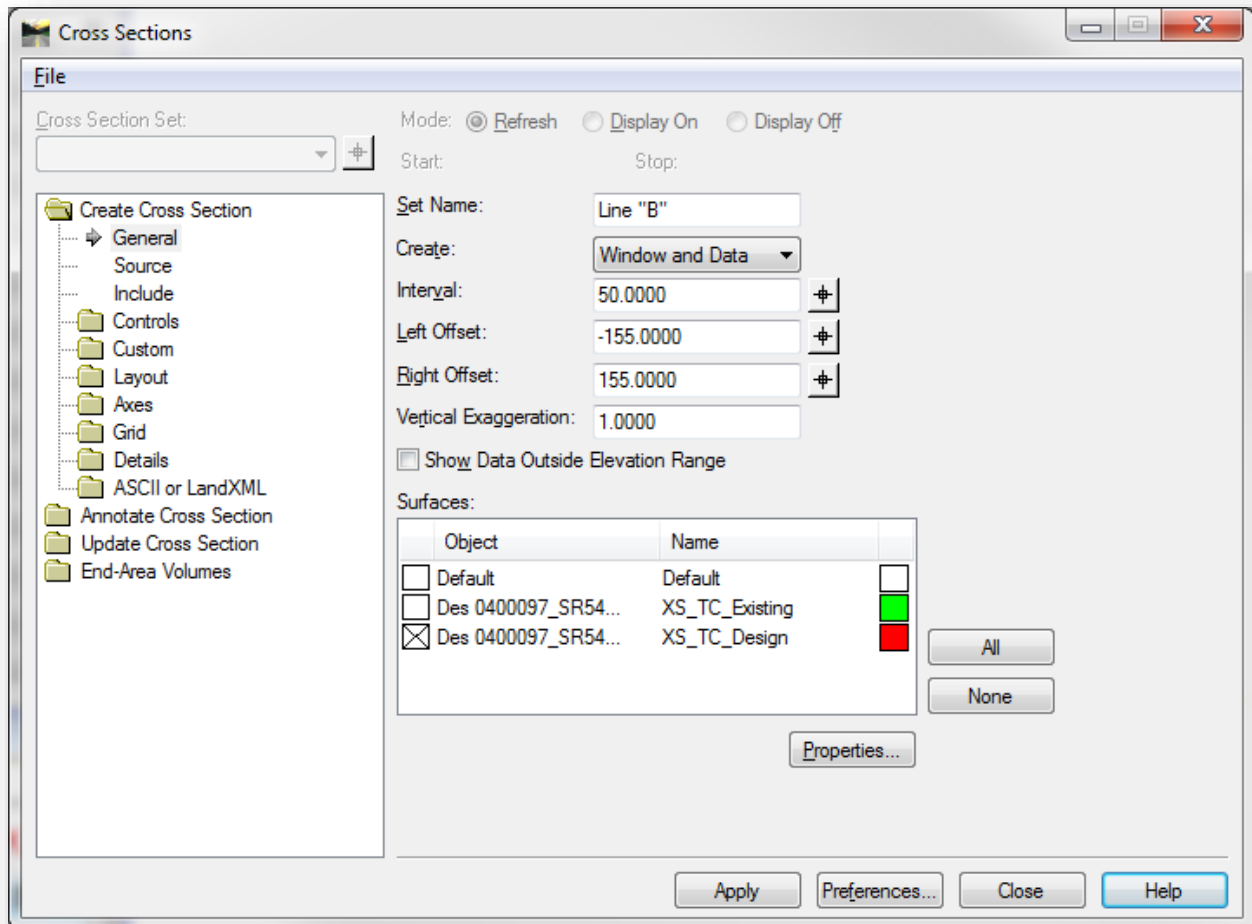 Cross Sections
File
Cross Section Set:
Mode: Refresh Display On Display Off
Start: Stop:
Create Cross Section
General
Source
Include
Controls
Custom
Layout
Axes
Grid
Details
ASCII or LandXML
Annotate Cross Section
Update Cross Section
End-Area Volumes
Set Name: Line "B"
Create: Window and Data
Interval: 50.0000
Left Offset: -155.0000
Right Offset: 155.0000
Vertical Exaggeration: 1.0000
Show Data Outside Elevation Range
Surfaces:
Object Name
Default Default
Des 0400097_SR54... XS_TC_Existing
Des 0400097_SR54... XS_TC_Design
All
None
Properties...
Apply Preferences... Close Help